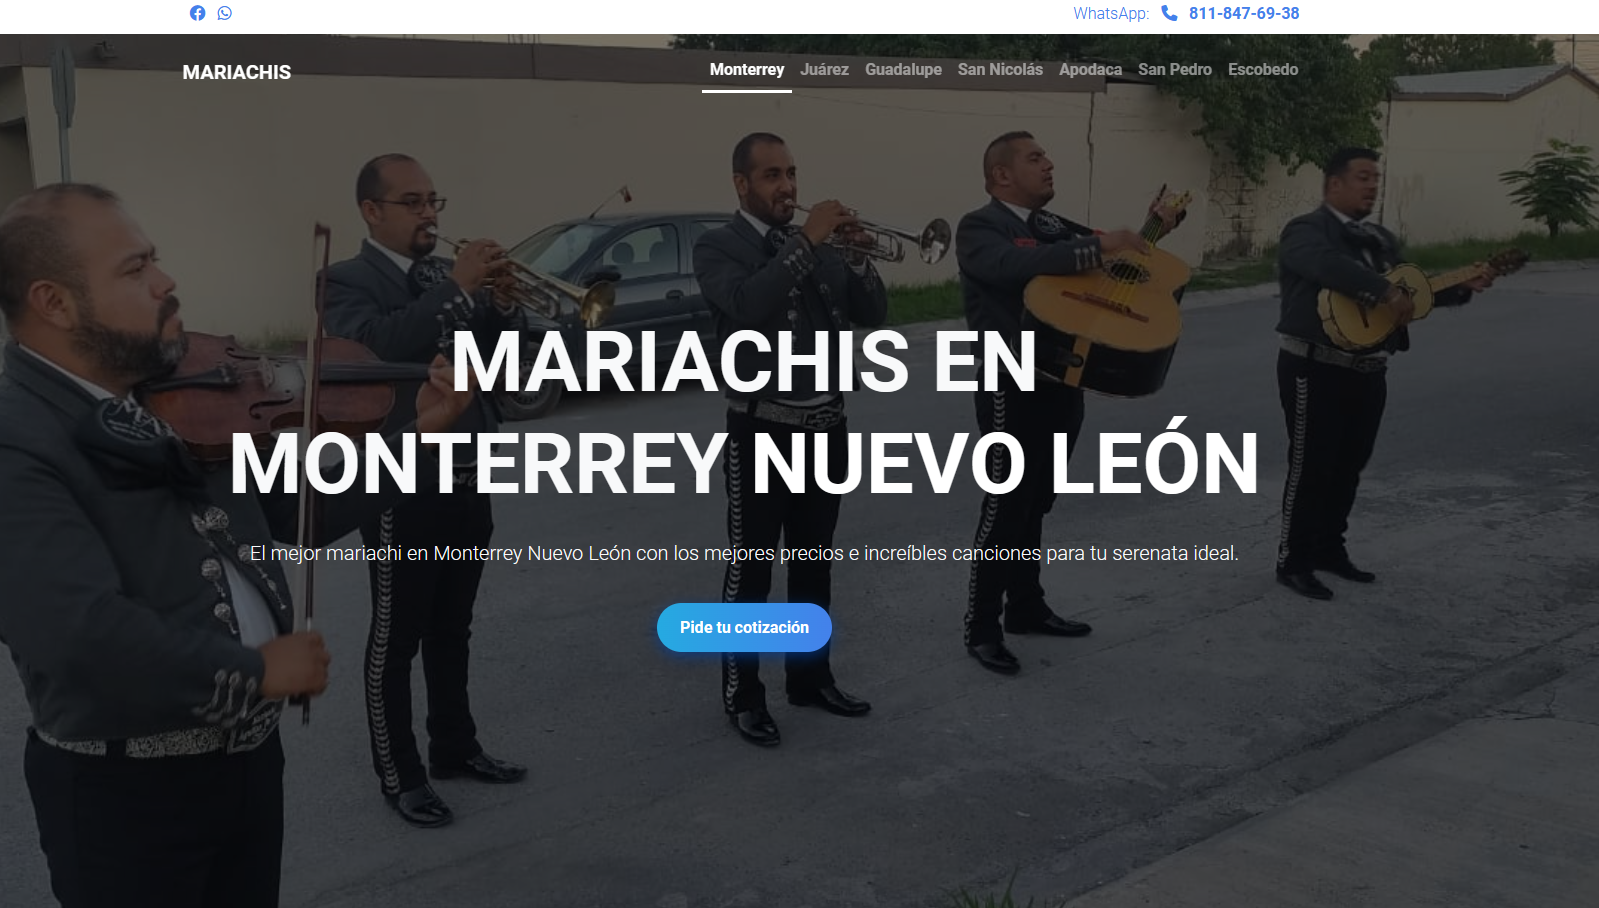 WhatsApp: 811-847-69-38
MARIACHIS
Monterrey Juárez Guadalupe San Nicolás Apodaca San Pedro Escobedo
MARIACHIS EN
MONTERREY NUEVO LEÓN
El mejor mariachi en Monterrey Nuevo León con los mejores precios e increíbles canciones para tu serenata ideal.
Pide tu cotización